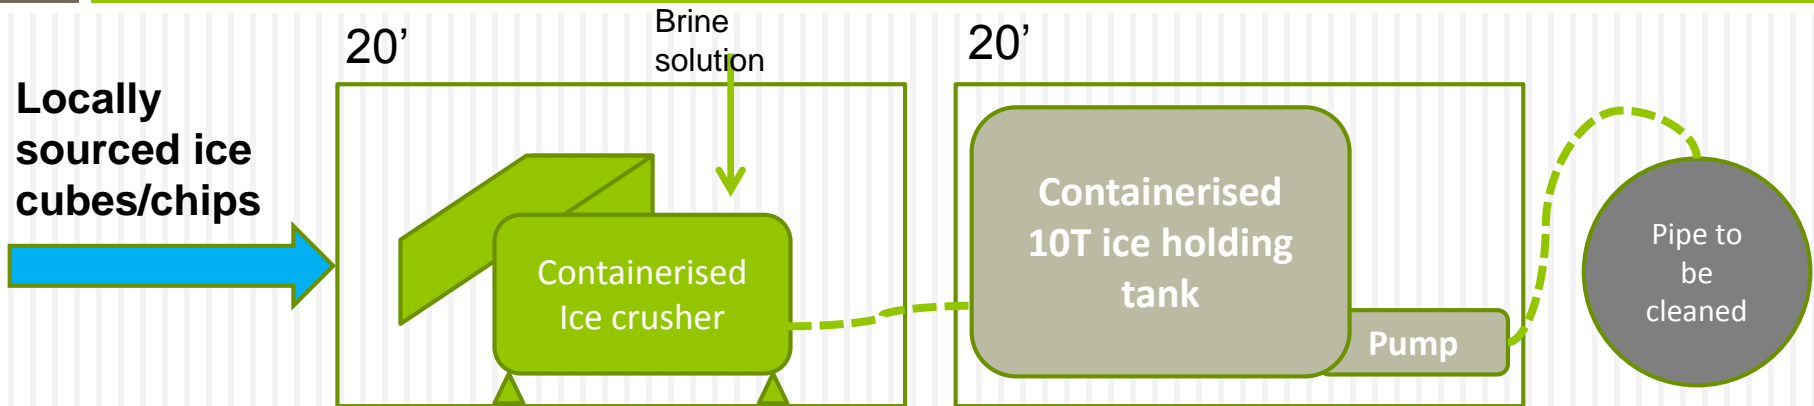 Locally
sourced ice
cubes/chips
20’
Brine
solution
Containerised
Ice crusher
20’
Containerised
10T ice holding
tank
Pump
Pipe to
be
cleaned